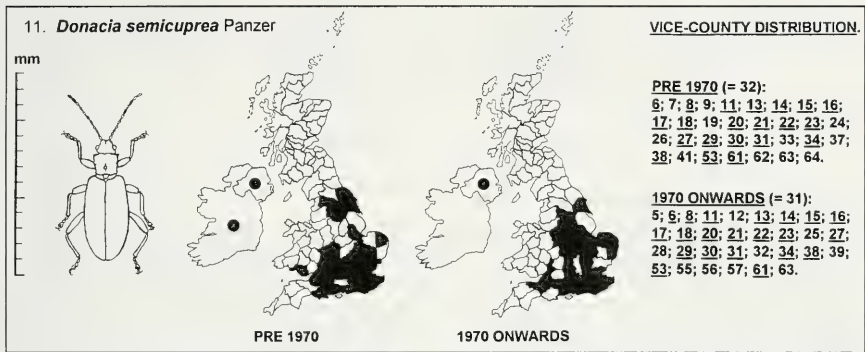 11. Donacia semicuprea Panzer
mm
PRE 1970
1970 ONWARDS
VICE-COUNTY DISTRIBUTION.
PRE 1970 (= 32):
6; 7; 8; 9; 11; 13; 14; 15; 16;
17; 18; 19; 20; 21; 22; 23; 24;
26; 27; 29; 30; 31; 33; 34; 37;
38; 41; 53; 61; 62; 63; 64.
1970 ONWARDS (= 31):
5; 6; 8; 11; 12; 13; 14; 15; 16;
17; 18; 20; 21; 22; 23; 25; 27;
28; 29; 30; 31; 32; 34; 38; 39;
53; 55; 56; 57; 61; 63.